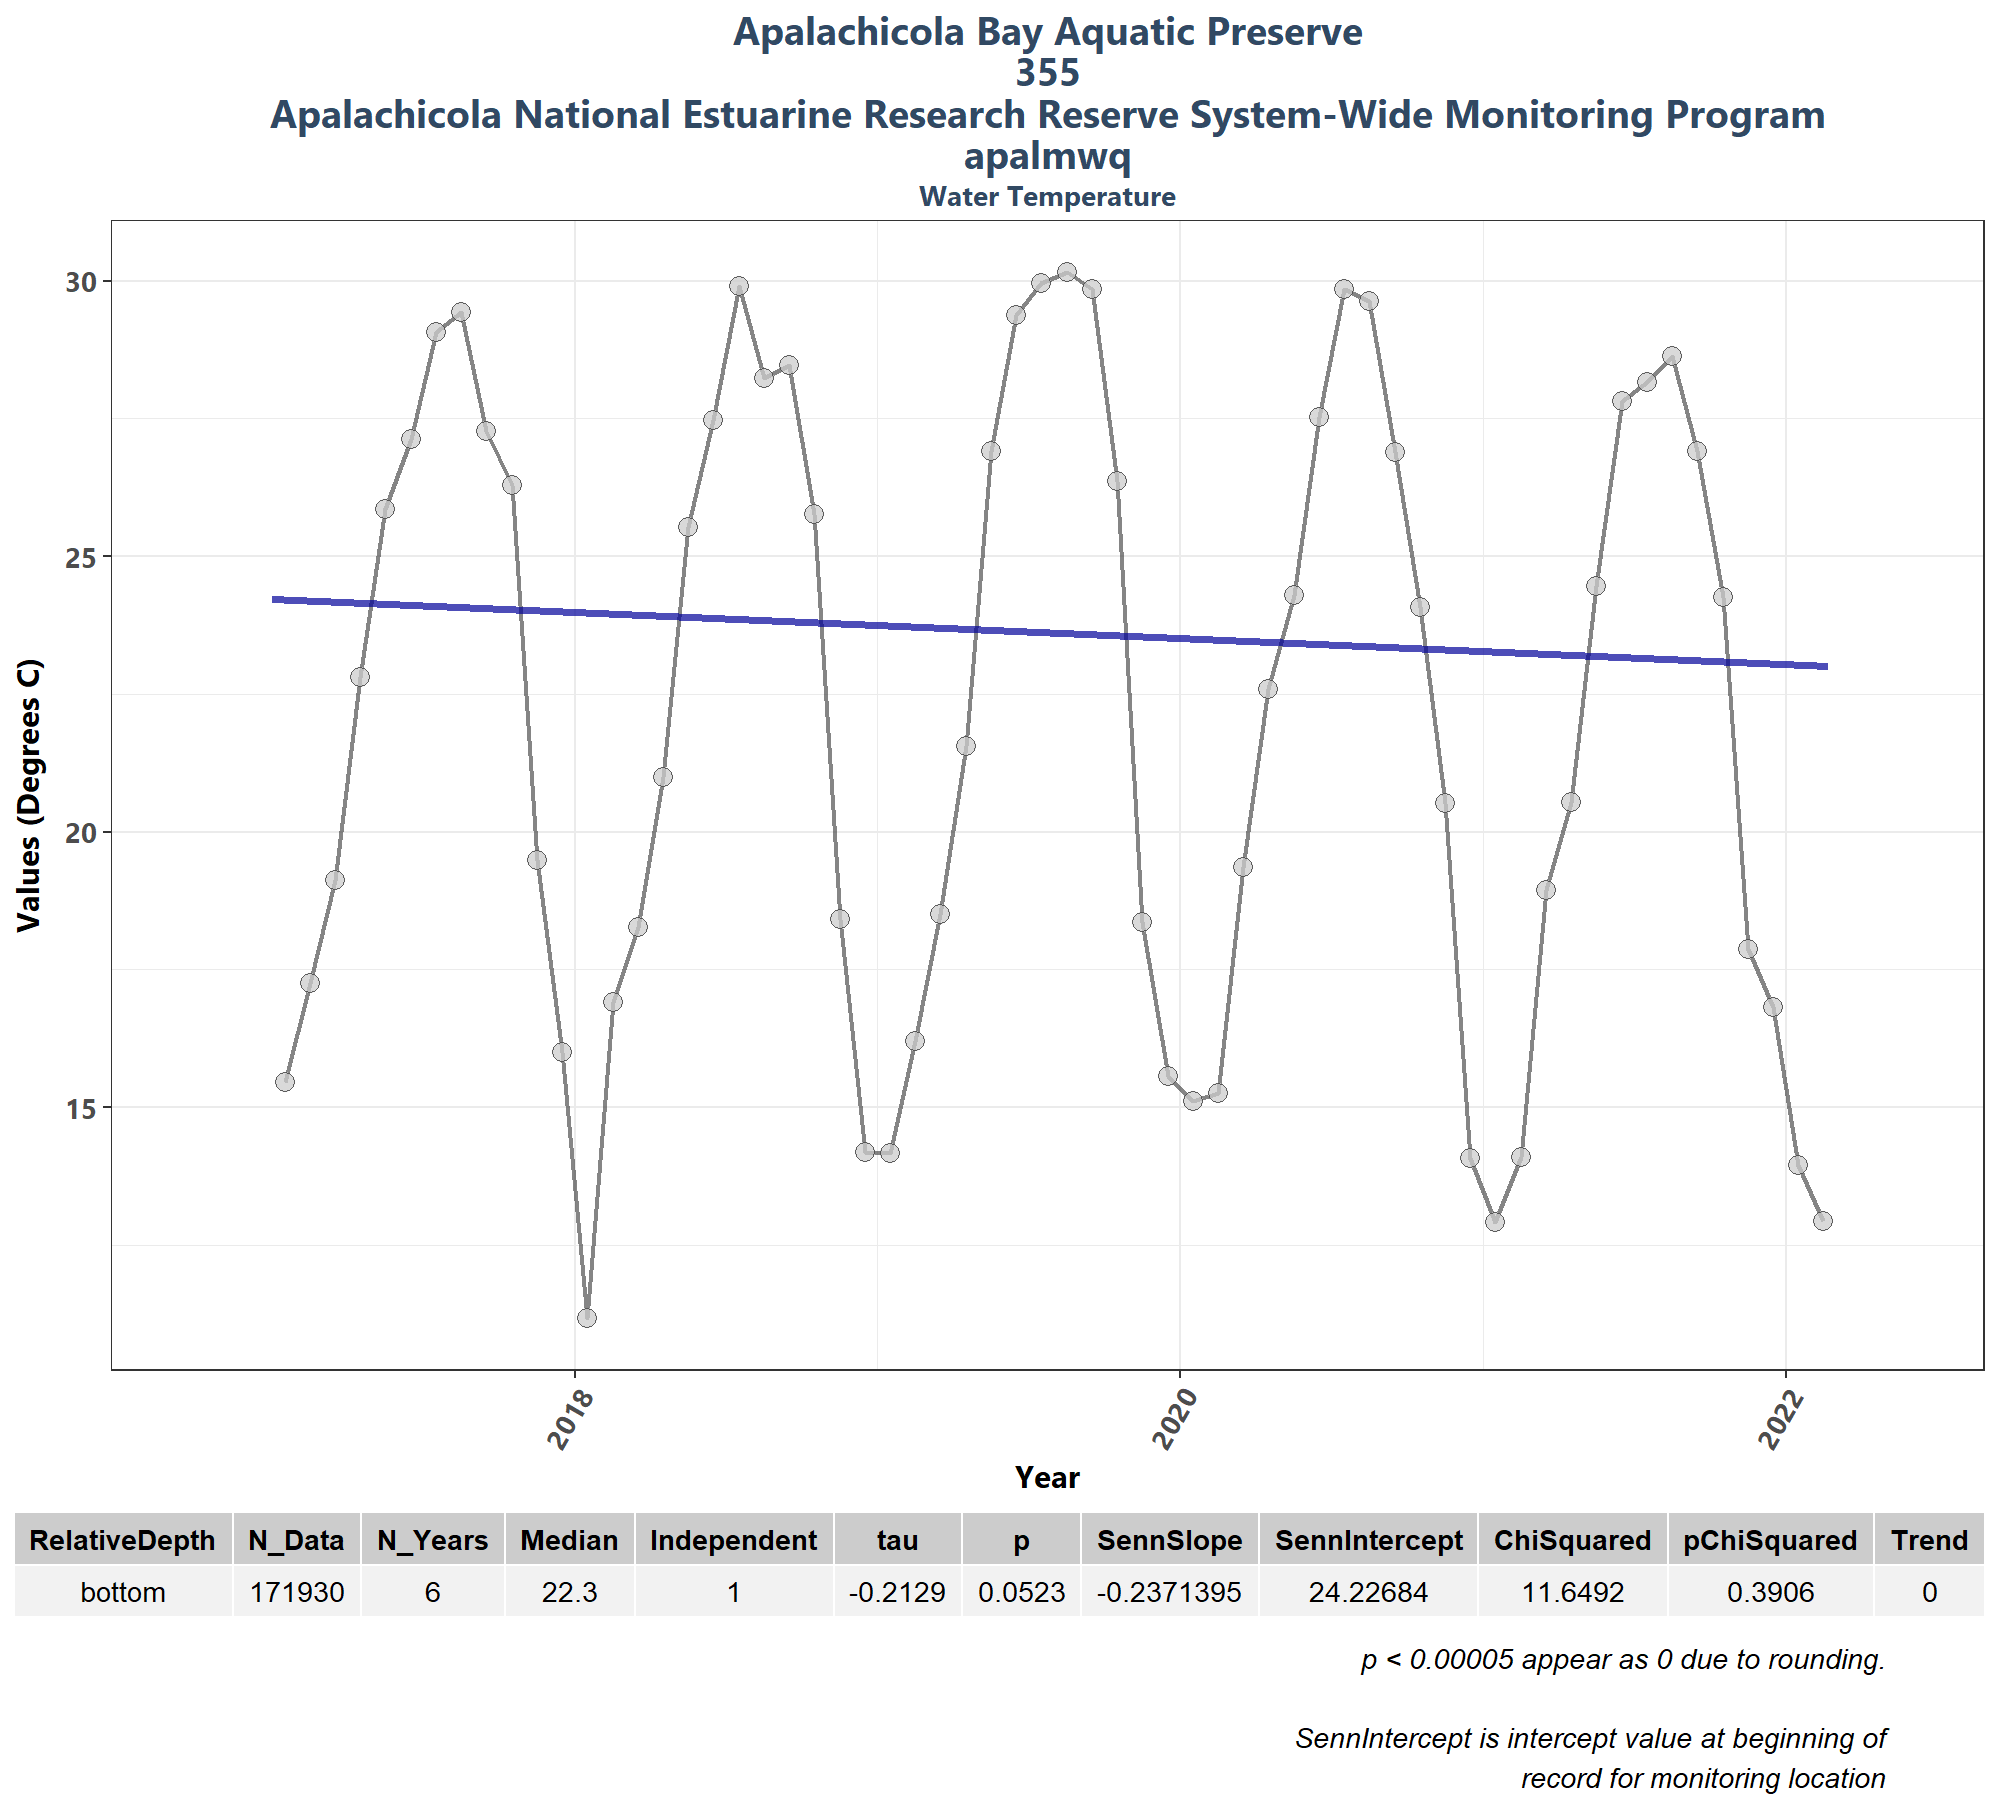 Apalachicola Bay Aquatic Preserve
355
Apalachicola National Estuarine Research Reserve System-Wide Monitoring Program
apalmwq
Water Temperature
Values (Degrees C)
30
25
20
15
2018 2020 2022
Year
RelativeDepth N_Data N_Years Median Independent tau p SennSlope SennIntercept ChiSquared pChiSquared Trend
bottom 171930 6 22.3 1 -0.2129 0.0523 -0.2371395 24.22684 11.6492 0.3906 0
p < 0.00005 appear as 0 due to rounding.
SennIntercept is intercept value at beginning of
record for monitoring location